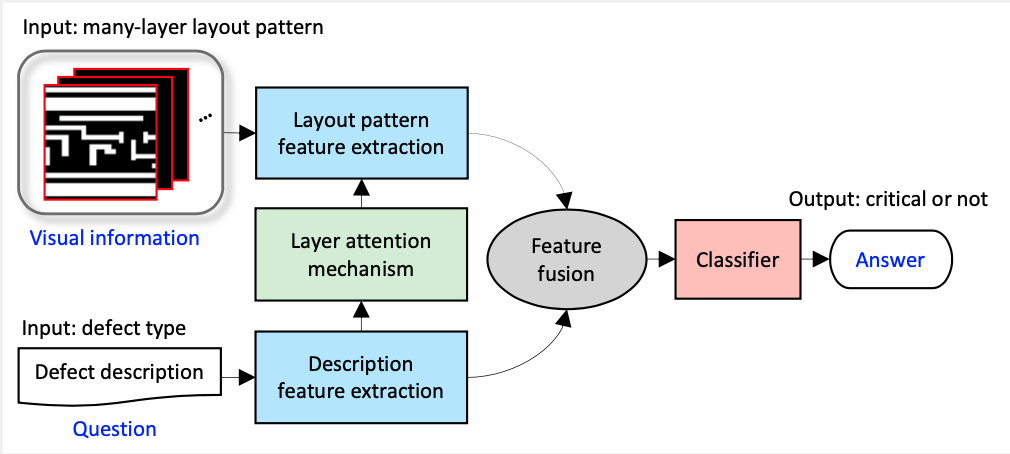 Input: many-layer layout pattern
...
Visual information
Layout pattern
feature extraction
Layer attention
mechanism
Input: defect type
Defect description
Question
Description
feature extraction
Feature
fusion
Classifier
Output: critical or not
Answer